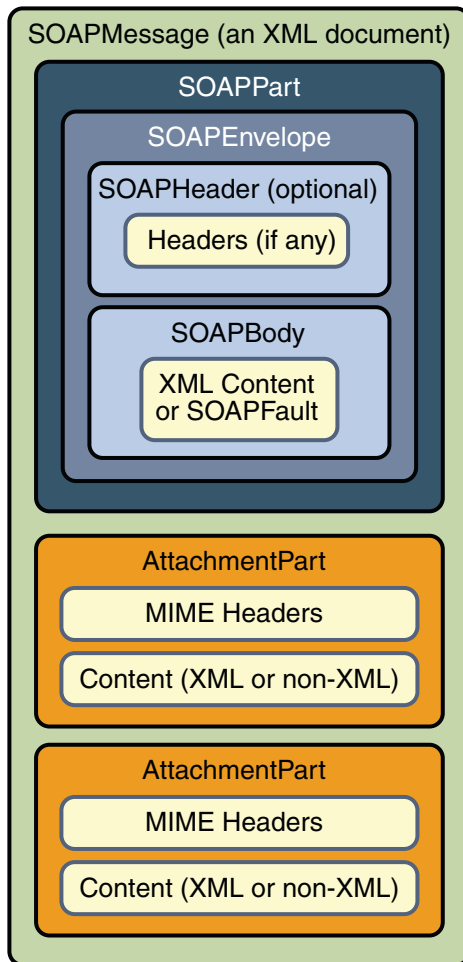 SOAPMessage (an XML document)
SOAPPart
SOAPEnvelope
SOAPHeader (optional)
Headers (if any)
SOAPBody
XML Content
or SOAPFault
AttachmentPart
MIME Headers
Content (XML or non-XML)
AttachmentPart
MIME Headers
Content (XML or non-XML)